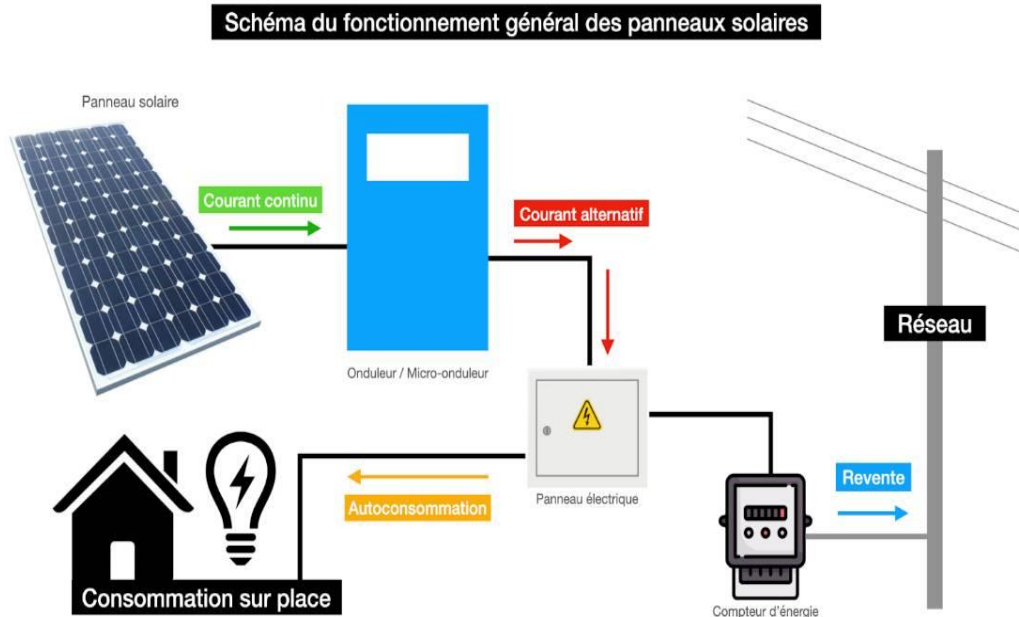 Schéma du fonctionnement général des panneaux solaires
Panneau solaire
Courant continu
Courant alternatif
Réseau
Onduleur / Micro-onduleur
Autoconsommation
Panneau électrique
Revente
Consommation sur place
Compteur d'énergie